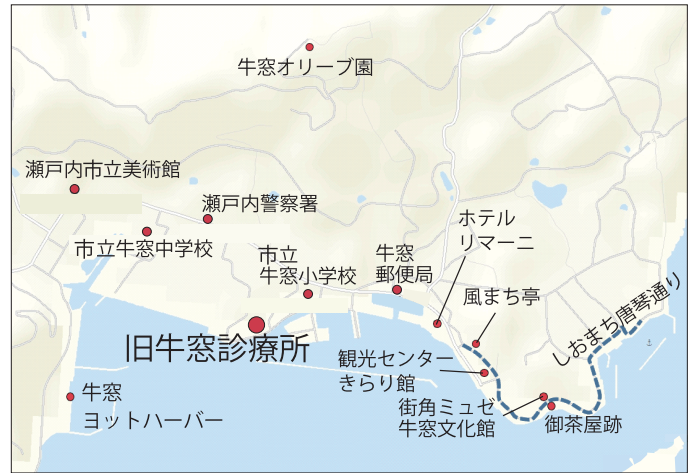 牛窓オリーブ園
瀬戸内市立美術館
瀬戸内警察署
市立牛窓中学校
市立
牛窓小学校
牛窓
郵便局
ホテル
リマーニ
風まち亭
しおまち唐琴通り
旧牛窓診療所
観光センター
きらり館
街角ミュゼ
牛窓文化館
御茶屋跡
牛窓
ヨットハーバー